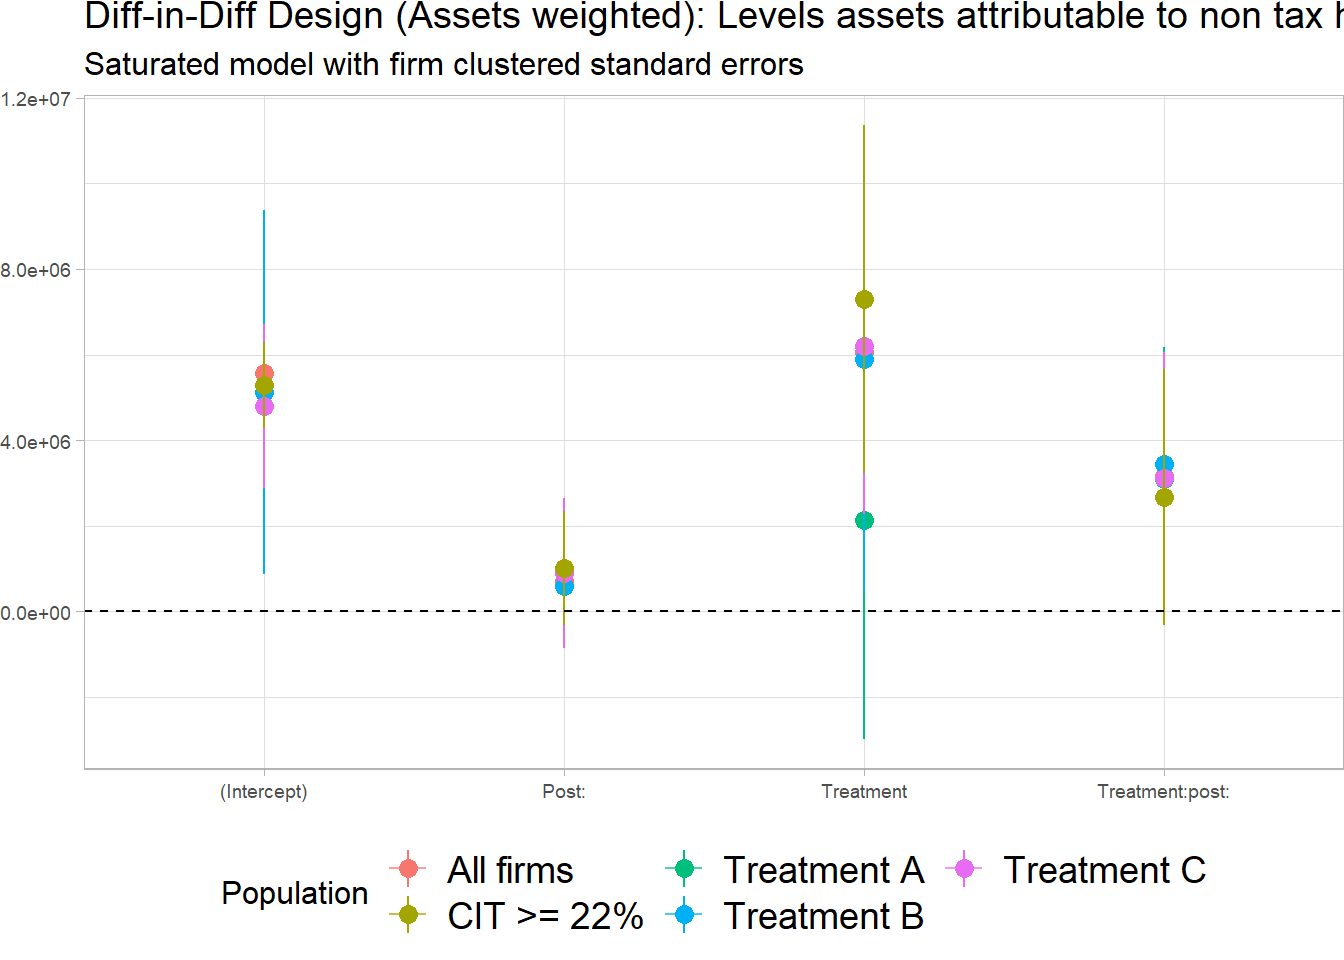 Diff-in-Diff Design (Assets weighted): Levels assets attributable to non tax h
Saturated model with firm clustered standard errors
1.2e+07
8.0e+06
4.0e+06
0.0e+00
(Intercept) Post: Treatment Treatment:post:
Population
All firms Treatment A Treatment C
CIT >= 22% Treatment B